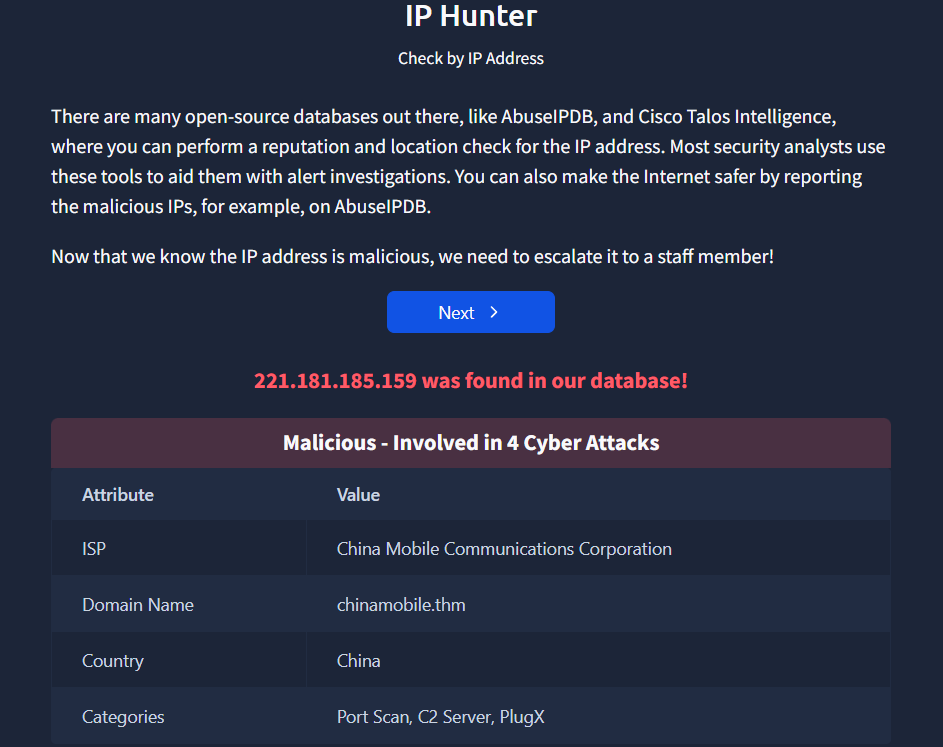 IP Hunter
Check by IP Address
There are many open-source databases out there, like AbuseIPDB, and Cisco Talos Intelligence,
where you can perform a reputation and location check for the IP address. Most security analysts use
these tools to aid them with alert investigations. You can also make the Internet safer by reporting
the malicious IPs, for example, on AbuseIPDB.
Now that we know the IP address is malicious, we need to escalate it to a staff member!
Next
221.181.185.159 was found in our database!
Malicious - Involved in 4 Cyber Attacks
Attribute Value
ISP China Mobile Communications Corporation
Domain Name chinamobile.thm
Country China
Categories Port Scan, C2 Server, PlugX